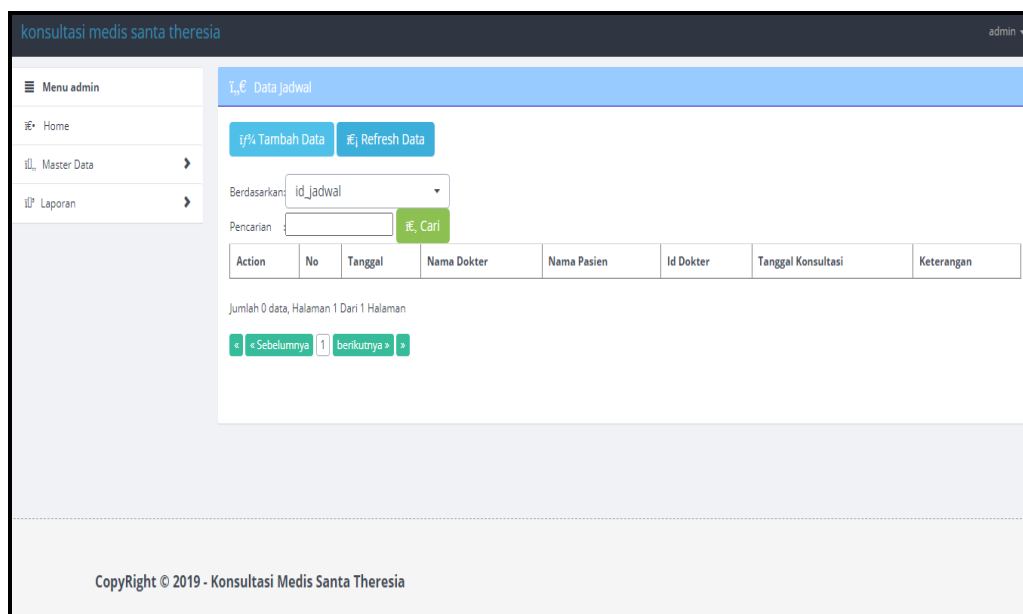 konsultasi medis santa theresia
admin
Menu admin
Home
Master Data
Laporan
Data Jadwal
Tambah Data
Refresh Data
Berdasarkan:
id_jadwal
Pencarian :
Cari
Action No Tanggal Nama Dokter Nama Pasien Id Dokter Tanggal Konsultasi Keterangan
Jumlah 0 data, Halaman 1 Dari 1 Halaman
« « Sebelumnya 1 berikutnya » »
CopyRight © 2019 - Konsultasi Medis Santa Theresia